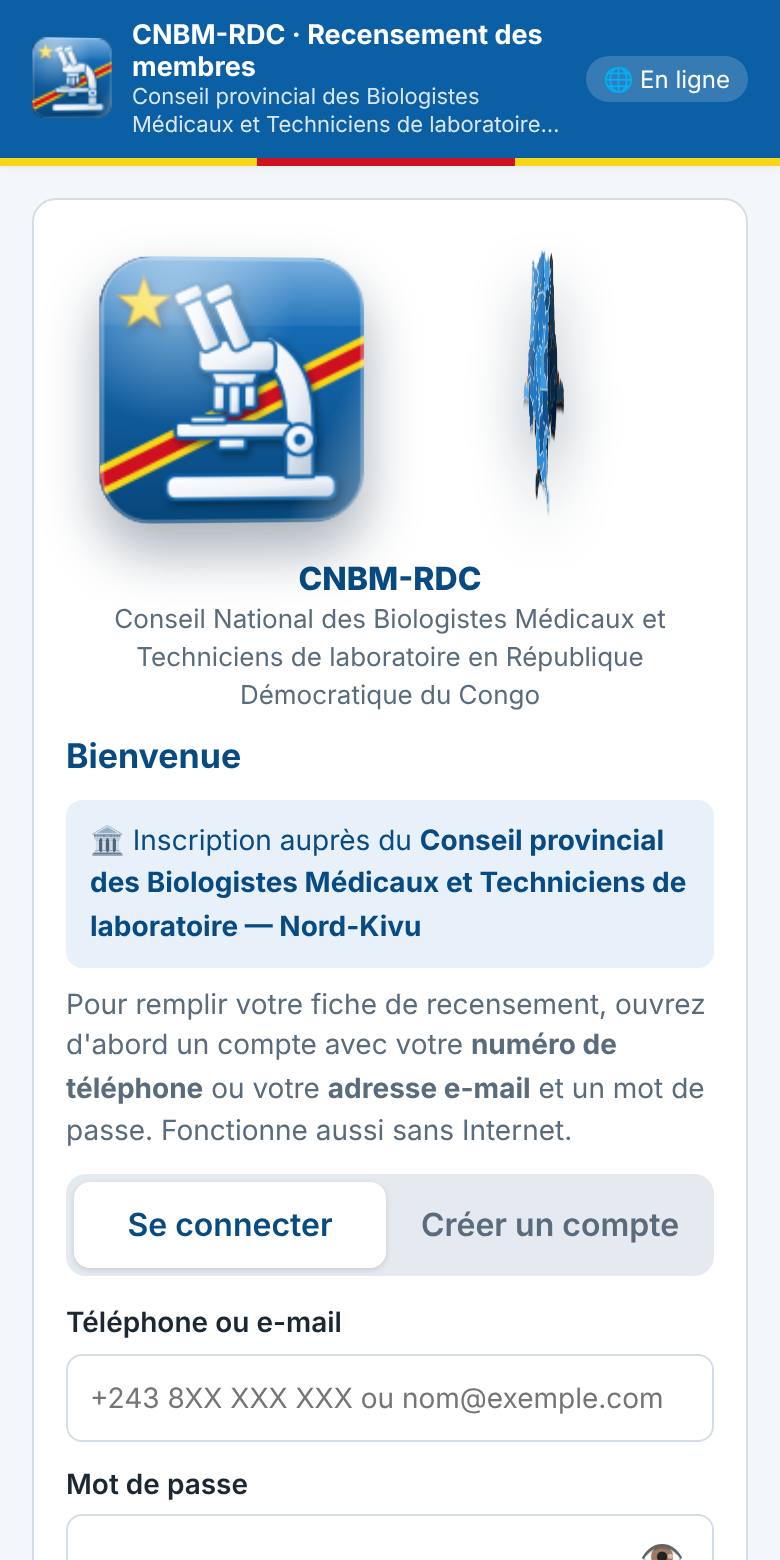 CNBM-RDC · Recensement des
membres
Conseil provincial des Biologistes
Médicaux et Techniciens de laboratoire...
🌐 En ligne
CNBM-RDC
Conseil National des Biologistes Médicaux et
Techniciens de laboratoire en République
Démocratique du Congo
Bienvenue
🏛️ Inscription auprès du Conseil provincial
des Biologistes Médicaux et Techniciens de
laboratoire — Nord-Kivu
Pour remplir votre fiche de recensement, ouvrez
d'abord un compte avec votre numéro de
téléphone ou votre adresse e-mail et un mot de
passe. Fonctionne aussi sans Internet.
Se connecter
Créer un compte
Téléphone ou e-mail
+243 8XX XXX XXX ou nom@exemple.com
Mot de passe